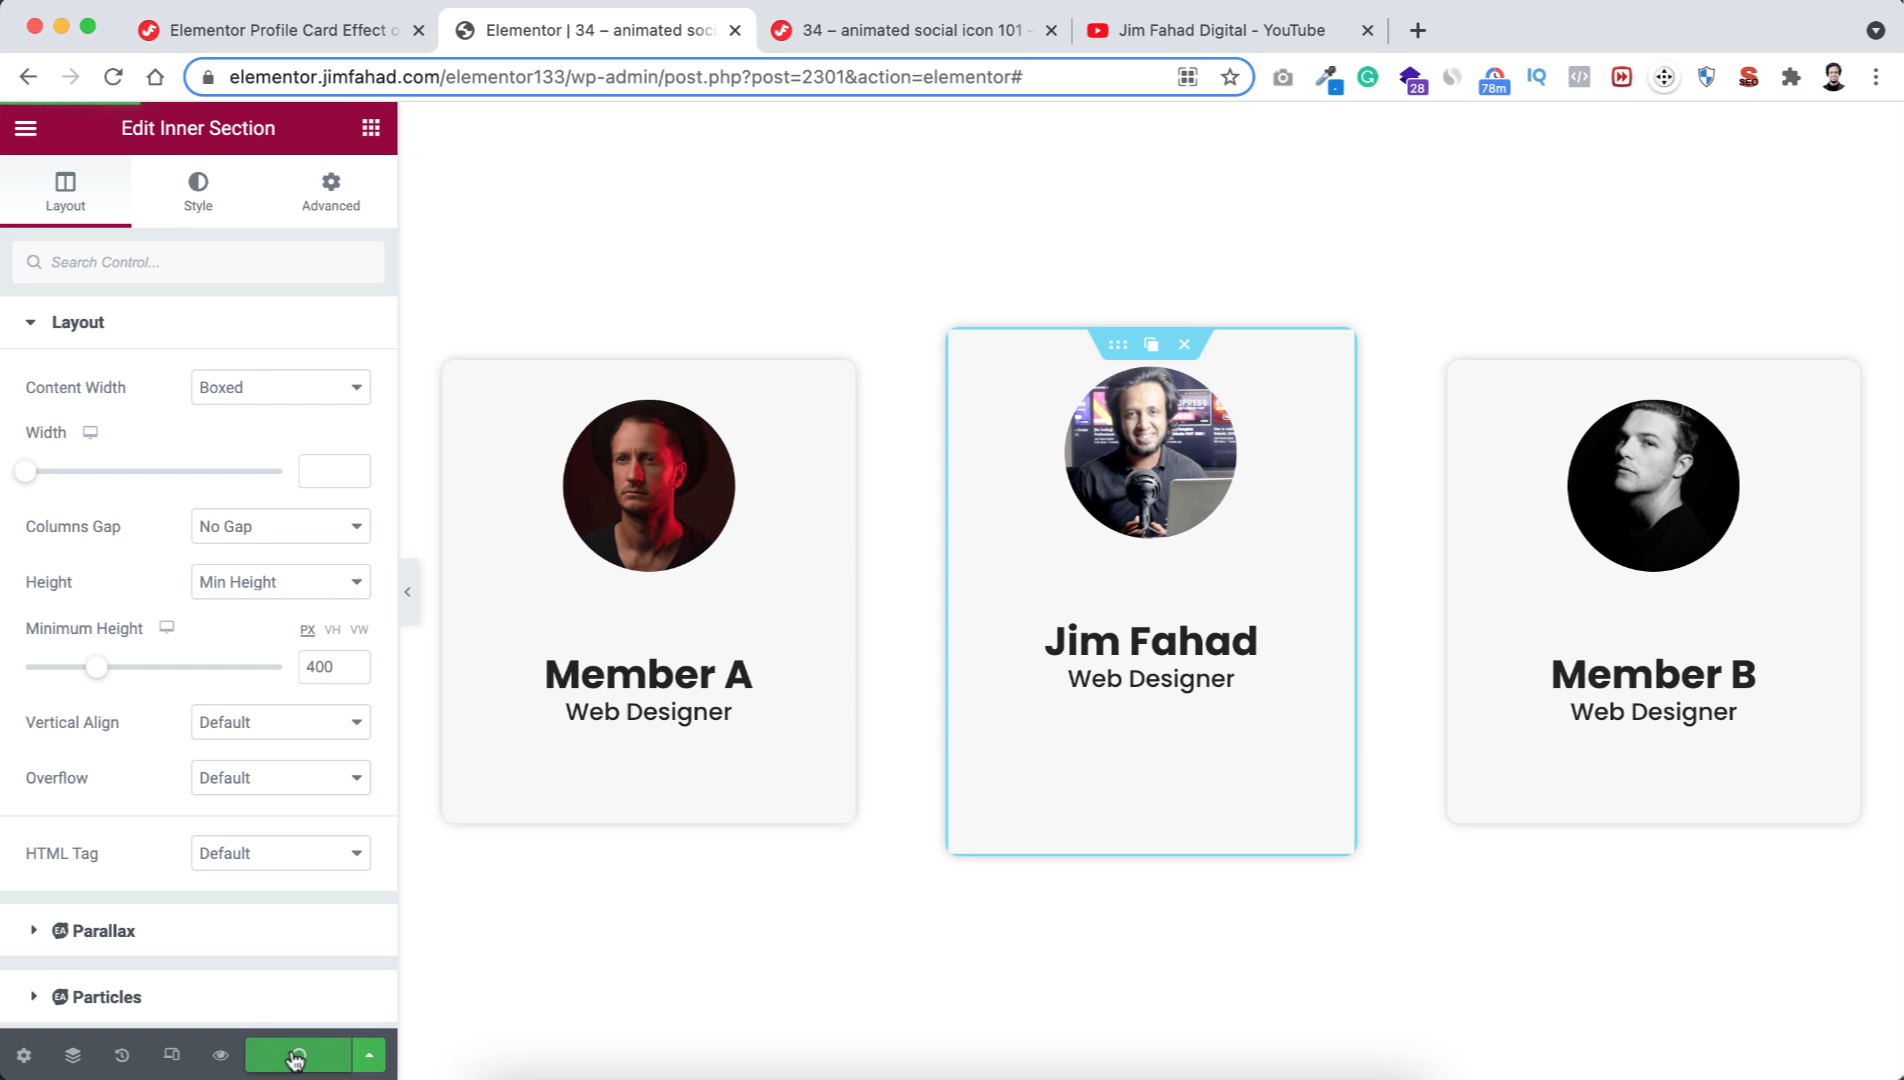 Elementor Profile Card Effect o
Elementor | 34 – animated soci
34 – animated social icon 101 –
Jim Fahad Digital - YouTube
elementor.jimfahad.com/elementor133/wp-admin/post.php?post=2301&action=elementor#
28
78m
IQ
SEO
Edit Inner Section
Layout
Style
Advanced
Search Control...
Layout
Content Width
Boxed
Width
Columns Gap
No Gap
Height
Min Height
Minimum Height
PX VH VW
400
Vertical Align
Default
Overflow
Default
HTML Tag
Default
EA Parallax
EA Particles
Member A
Web Designer
Jim Fahad
Web Designer
Member B
Web Designer